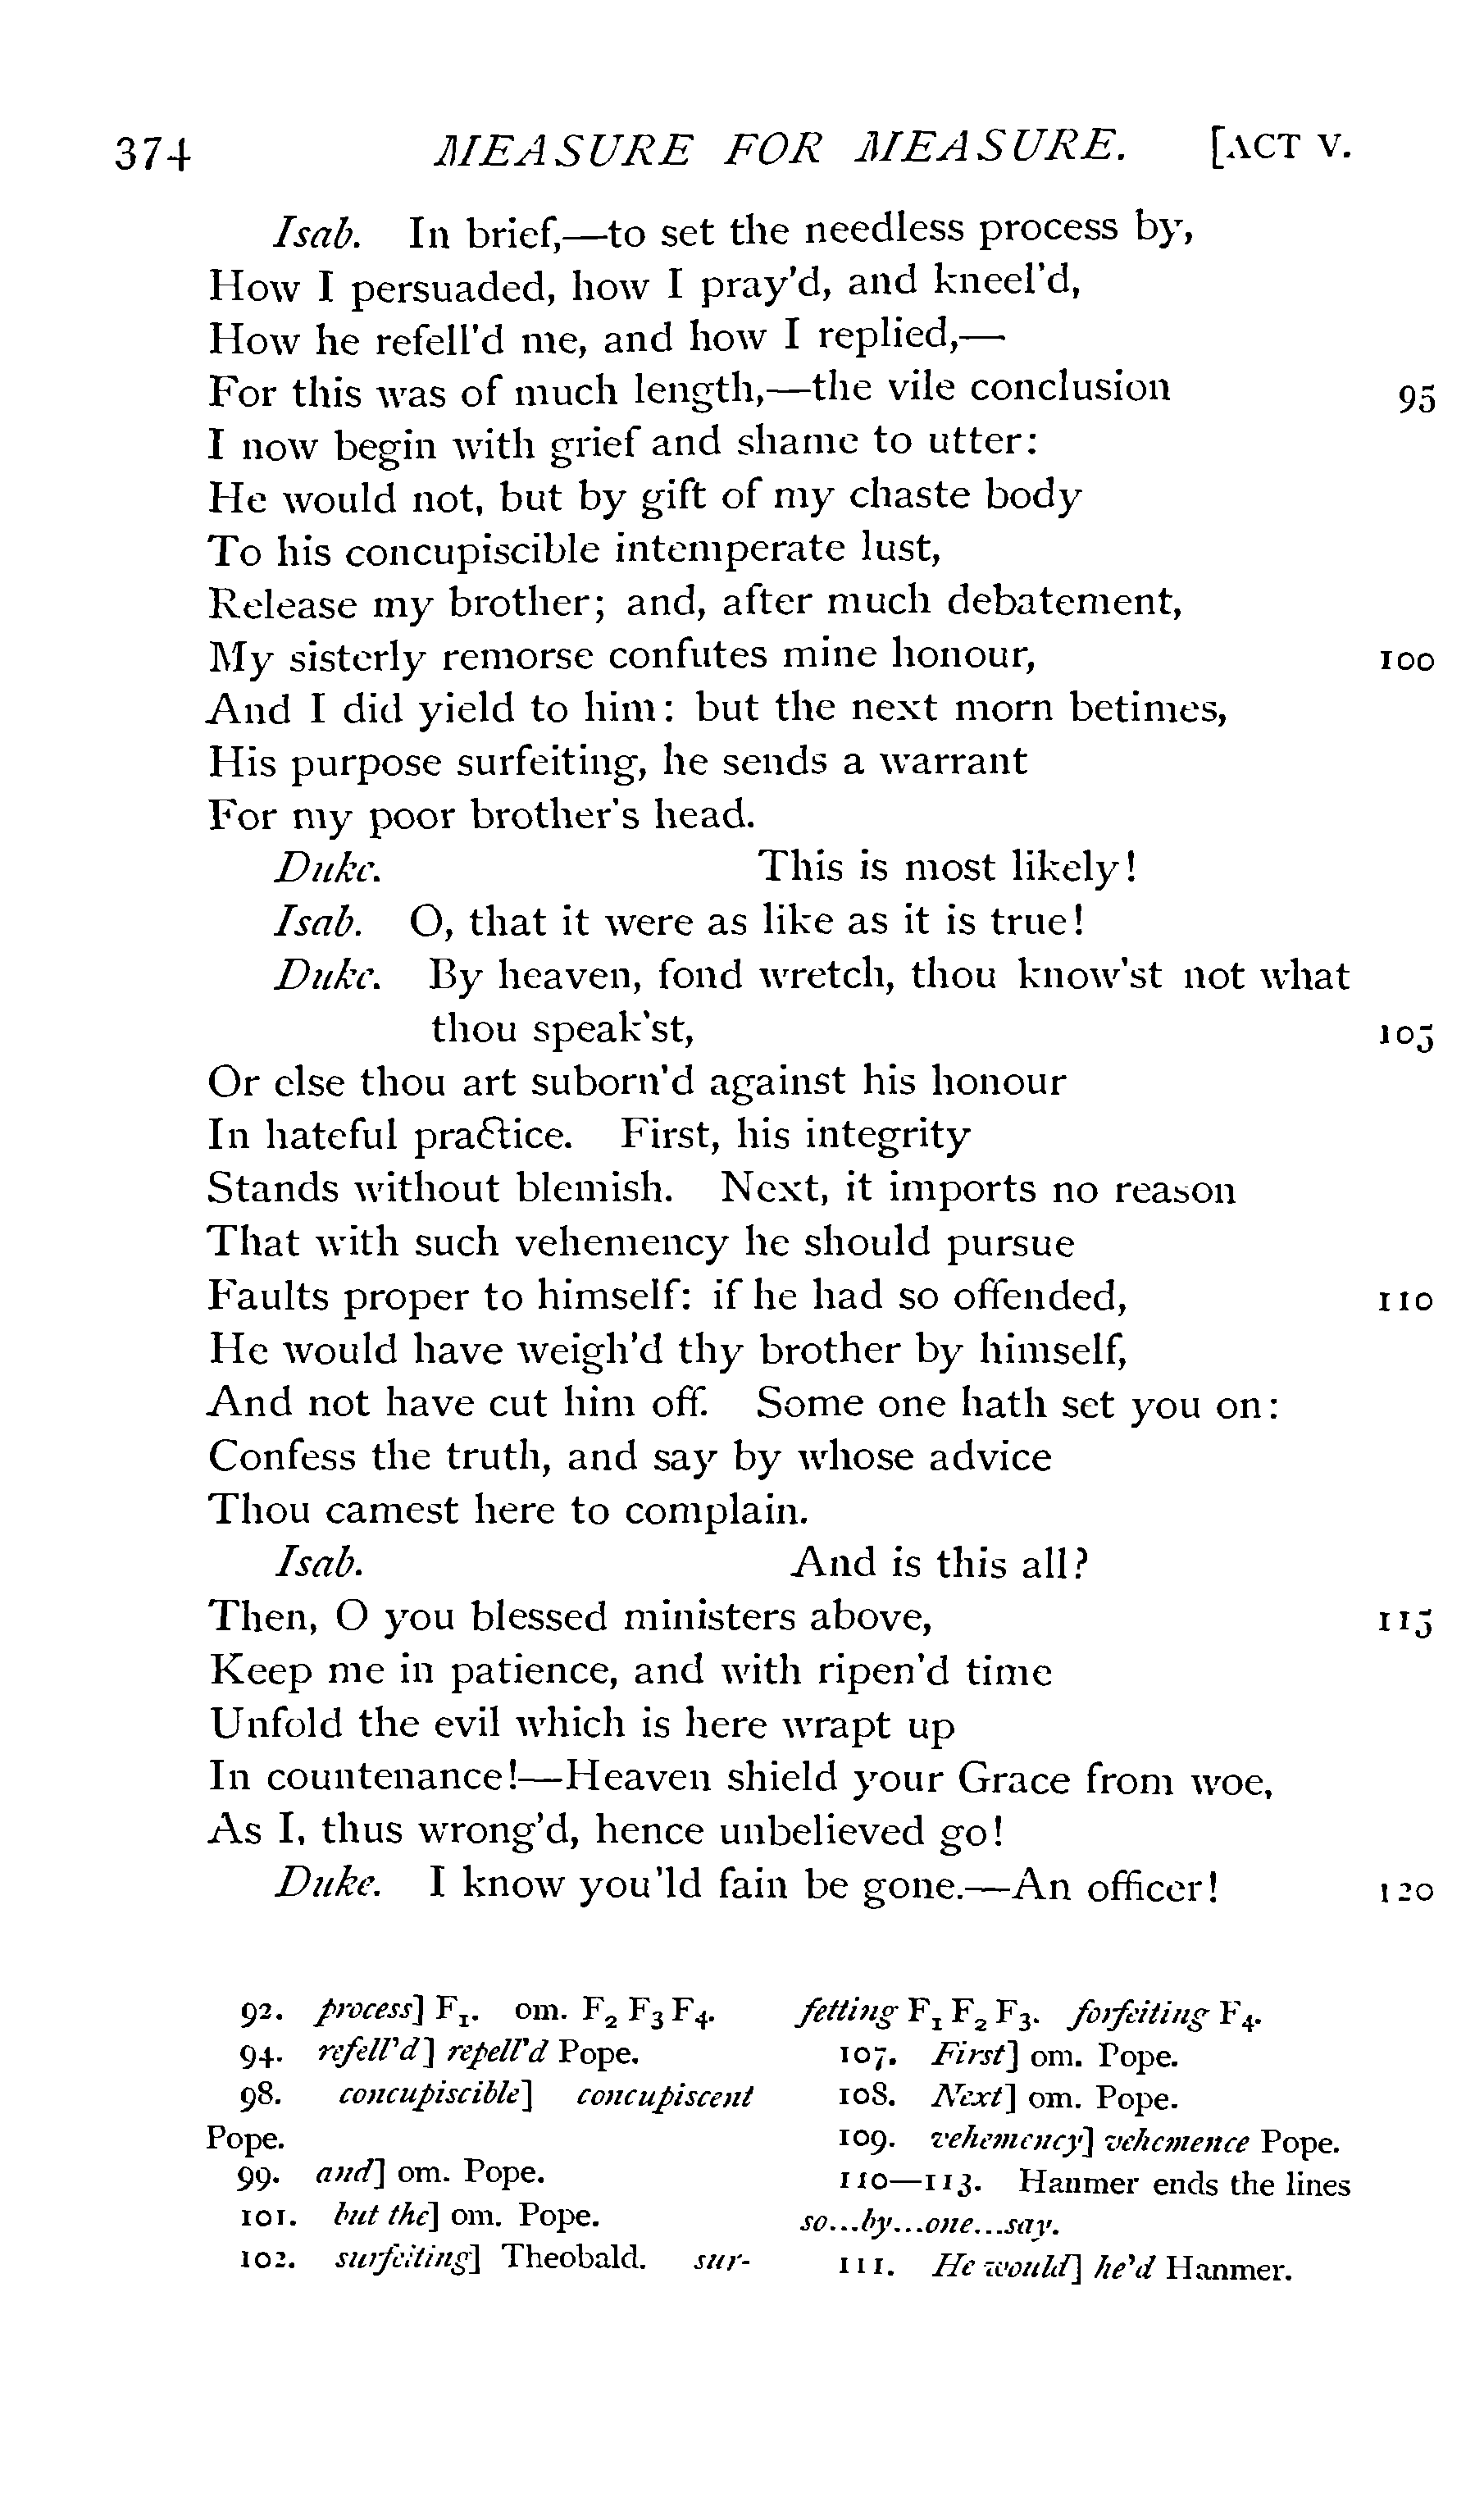 374 MEASURE FOR MEASURE. [ACT V.
Isab. In brief,—to set the needless process by,
How I persuaded, how I pray'd, and kneel'd,
How he refell'd me, and how I replied,—
For this was of much length,—the vile conclusion 95
I now begin with grief and shame to utter:
He would not, but by gift of my chaste body
To his concupiscible intemperate lust,
Release my brother; and, after much debatement,
My sisterly remorse confutes mine honour, 100
And I did yield to him: but the next morn betimes,
His purpose surfeiting, he sends a warrant
For my poor brother's head.
Duke. This is most likely!
Isab. O, that it were as like as it is true!
Duke. By heaven, fond wretch, thou know'st not what
thou speak'st, 105
Or else thou art suborn'd against his honour
In hateful practice. First, his integrity
Stands without blemish. Next, it imports no reason
That with such vehemency he should pursue
Faults proper to himself: if he had so offended, 110
He would have weigh'd thy brother by himself,
And not have cut him off. Some one hath set you on:
Confess the truth, and say by whose advice
Thou camest here to complain.
Isab. And is this all?
Then, O you blessed ministers above, 115
Keep me in patience, and with ripen'd time
Unfold the evil which is here wrapt up
In countenance!—Heaven shield your Grace from woe,
As I, thus wrong'd, hence unbelieved go!
Duke. I know you'ld fain be gone.—An officer! 120
92. process] F₁. om. F₂ F₃ F₄.
94. refell'd] repell'd Pope.
98. concupiscible] concupiscent
Pope.
99. and] om. Pope.
101. but the] om. Pope.
102. surfeiting] Theobald. sur-
fetting F₁ F₂ F₃. forfeiting F₄.
107. First] om. Pope.
108. Next] om. Pope.
109. vehemency] vehemence Pope.
110—113. Hanmer ends the lines
so...by...one...say.
111. He would] he'd Hanmer.